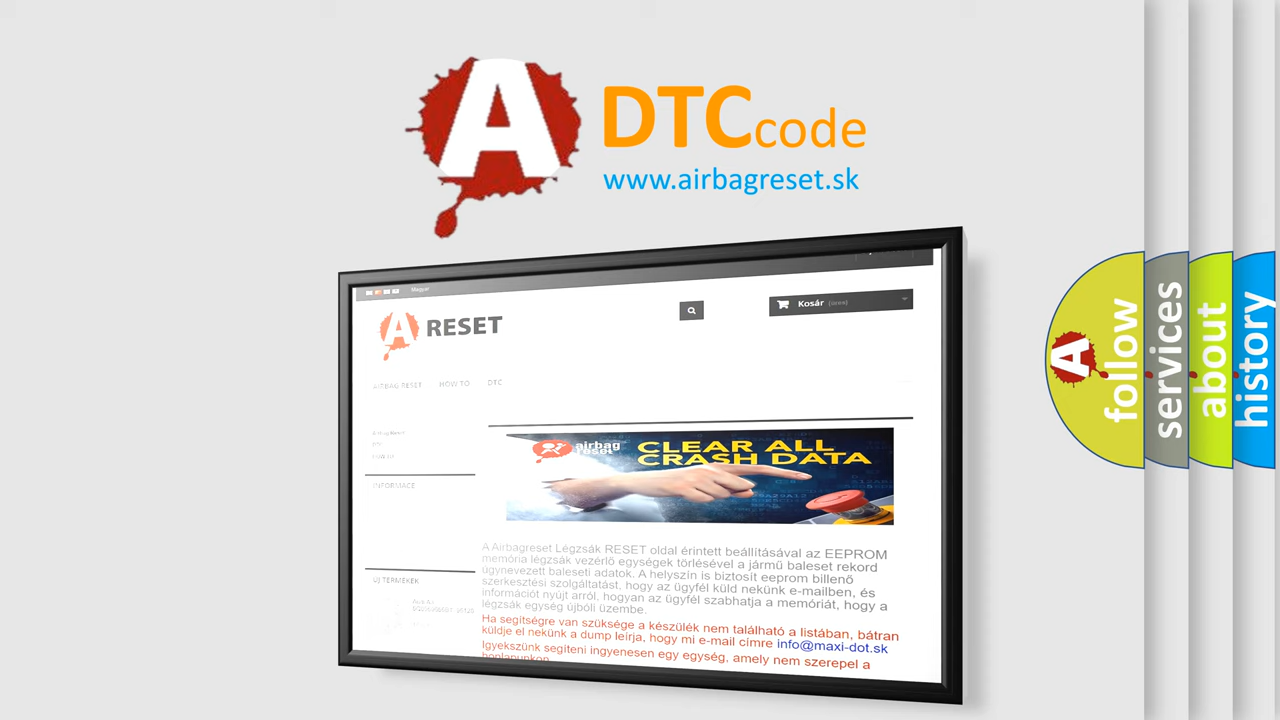 A
DTC code
www.airbagreset.sk
Magyar
A RESET
Kosár (üres)
AIRBAG RESET HOW TO DTC
INFORMACE
airbag
reset
CLEAR ALL
CRASH DATA
A Airbagreset Légzsák RESET oldal érintett beállításával az EEPROM
memória légzsák vezérlő egységek törlésével a jármű baleset rekord
úgynevezett baleseti adatok. A helyszín is biztosít eeprom billenő
szerkesztési szolgáltatást, hogy az ügyfél küld nekünk e-mailben, és
információt nyújt arról, hogyan az ügyfél szabhatja a memóriát, hogy a
légzsák egység újbóli üzembe.
Ha segítségre van szüksége a készülék nem található a listában, bátran
küldje el nekünk a dump leírja, hogy mi e-mail címre info@maxi-dot.sk
Igyekszünk segíteni ingyenesen egy egység, amely nem szerepel a
honlapunkon
ÚJ TERMÉKEK
A
follow
services
about
history